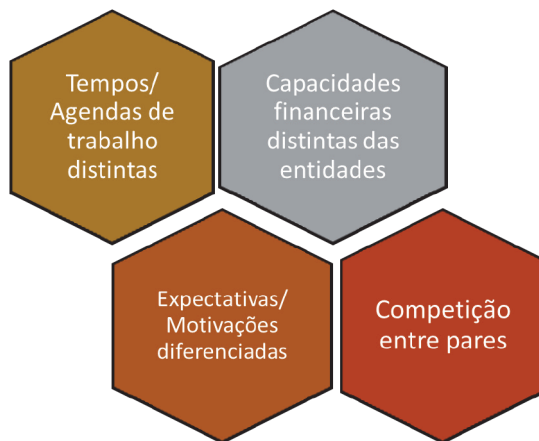 Tempos/
Agendas de
trabalho
distintas
Capacidades
financeiras
distintas das
entidades
Expectativas/
Motivações
diferenciadas
Competição
entre pares